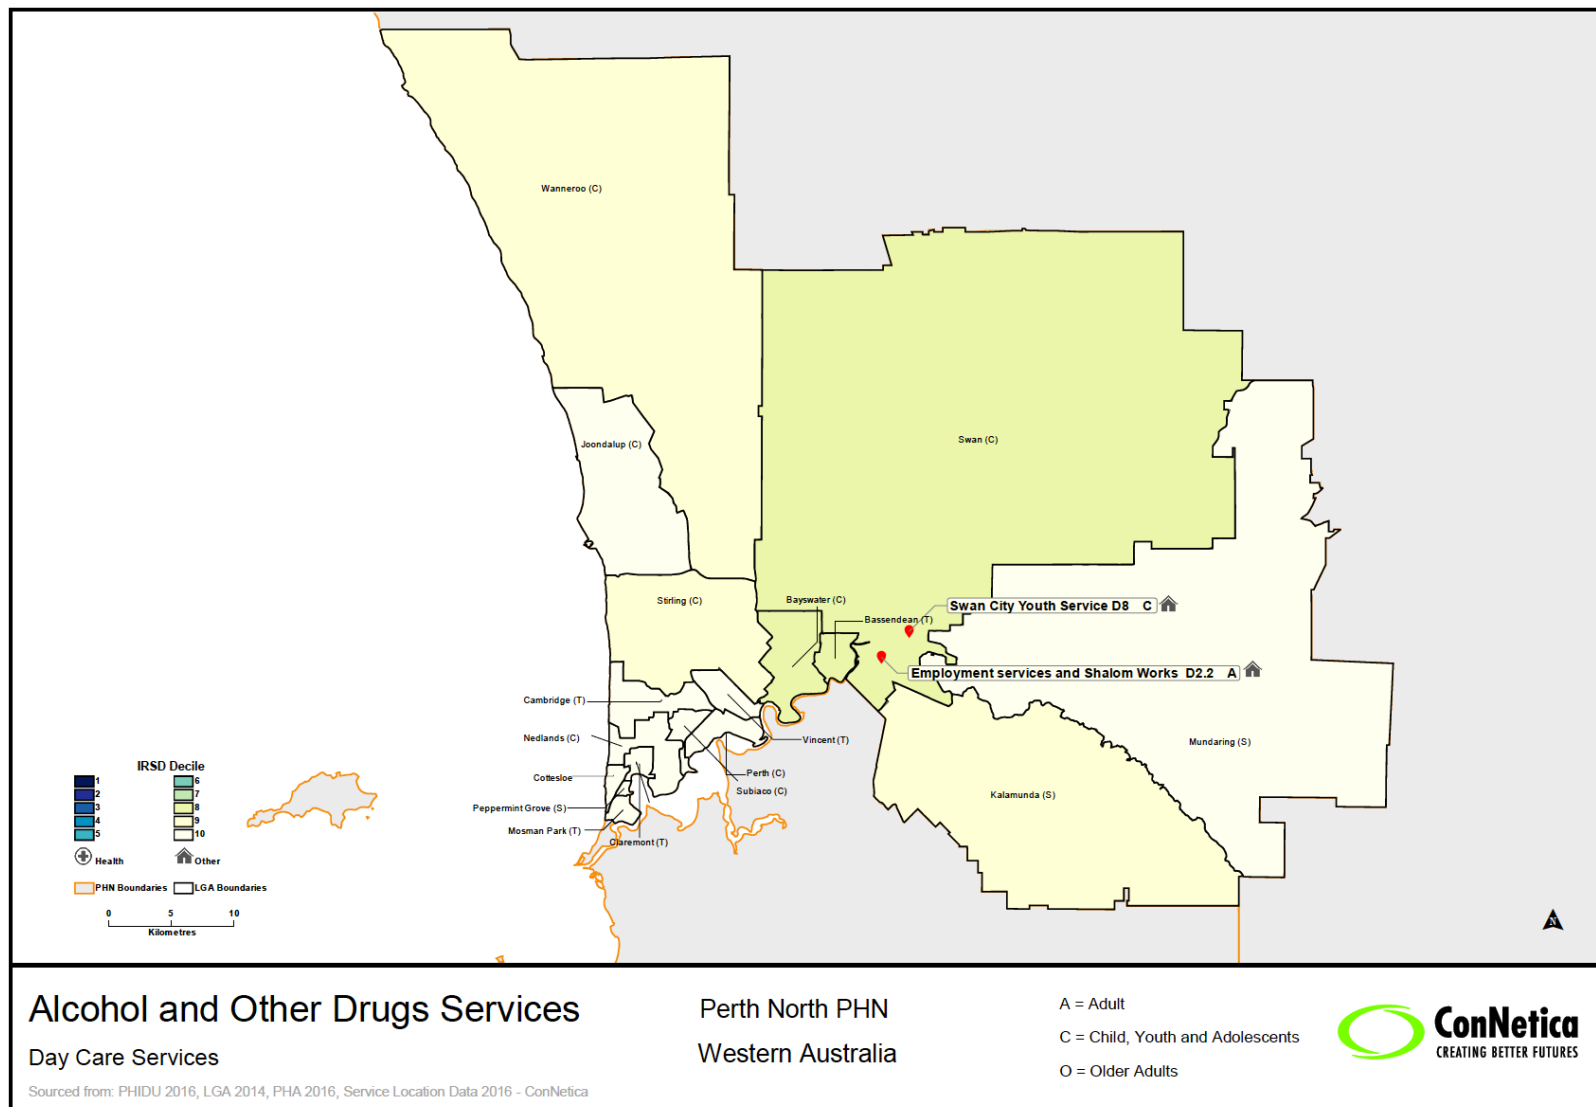 Wanneroo (C)
Joondalup (C)
Swan (C)
Stirling (C)
Bayswater (C)
Bassendean (T)
Swan City Youth Service D8 C
Employment services and Shalom Works D2.2 A
Cambridge (T)
Nedlands (C)
Vincent (T)
Mundaring (S)
Cottesloe
Perth (C)
Subiaco (C)
Kalamunda (S)
Peppermint Grove (S)
Mosman Park (T)
Claremont (T)
IRSD Decile
1 6
2 7
3 8
4 9
5 10
Health Other
PHN Boundaries LGA Boundaries
0 5 10
Kilometres
N
Alcohol and Other Drugs Services
Day Care Services
Sourced from: PHIDU 2016, LGA 2014, PHA 2016, Service Location Data 2016 - ConNetica
Perth North PHN
Western Australia
A = Adult
C = Child, Youth and Adolescents
O = Older Adults
ConNetica
CREATING BETTER FUTURES